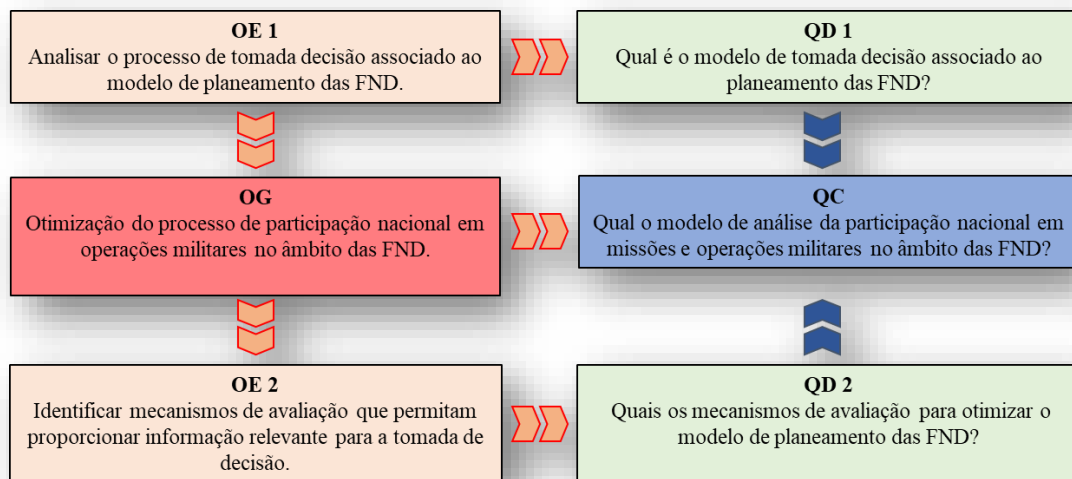 OE 1
Analisar o processo de tomada decisão associado ao
modelo de planeamento das FND.
QD 1
Qual é o modelo de tomada decisão associado ao
planeamento das FND?
OG
Otimização do processo de participação nacional em
operações militares no âmbito das FND.
QC
Qual o modelo de análise da participação nacional em
missões e operações militares no âmbito das FND?
OE 2
Identificar mecanismos de avaliação que permitam
proporcionar informação relevante para a tomada de
decisão.
QD 2
Quais os mecanismos de avaliação para otimizar o
modelo de planeamento das FND?